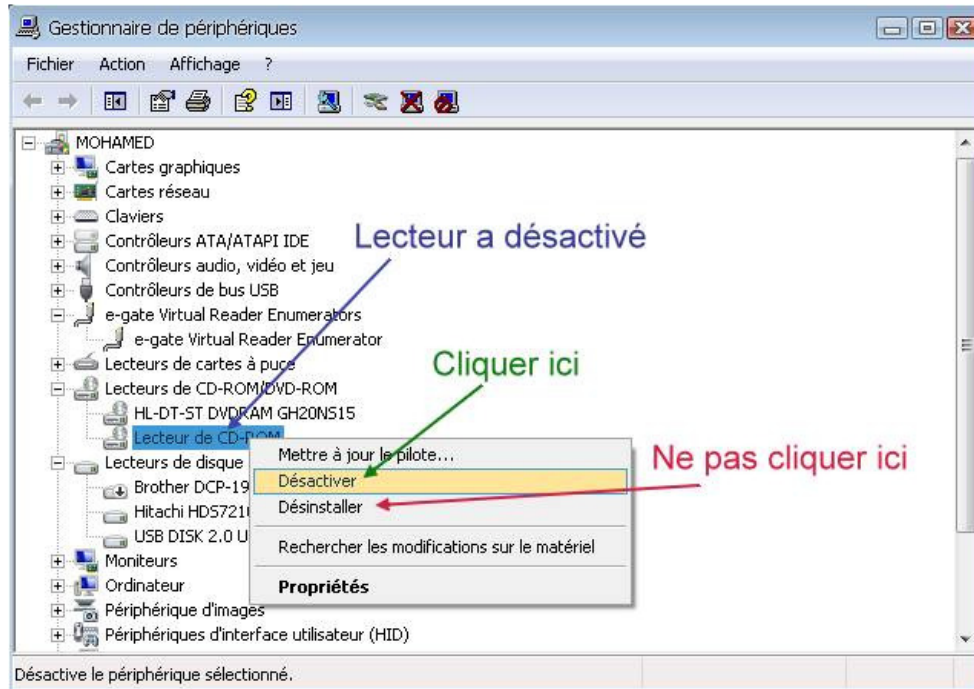 Gestionnaire de périphériques
Fichier Action Affichage ?
MOHAMED
Cartes graphiques
Cartes réseau
Claviers
Contrôleurs ATA/ATAPI IDE
Lecteur a désactivé
Contrôleurs audio, vidéo et jeu
Contrôleurs de bus USB
e-gate Virtual Reader Enumerators
e-gate Virtual Reader Enumerator
Lecteurs de cartes à puce
Cliquer ici
Lecteurs de CD-ROM/DVD-ROM
HL-DT-ST DVDRAM GH20NS15
Lecteur de CD-ROM
Mettre à jour le pilote...
Ne pas cliquer ici
Lecteurs de disque
Désactiver
Brother DCP-19
Désinstaller
Hitachi HDS7210
USB DISK 2.0 U
Rechercher les modifications sur le matériel
Moniteurs
Ordinateur
Propriétés
Périphérique d'images
Périphériques d'interface utilisateur (HID)
Désactive le périphérique sélectionné.